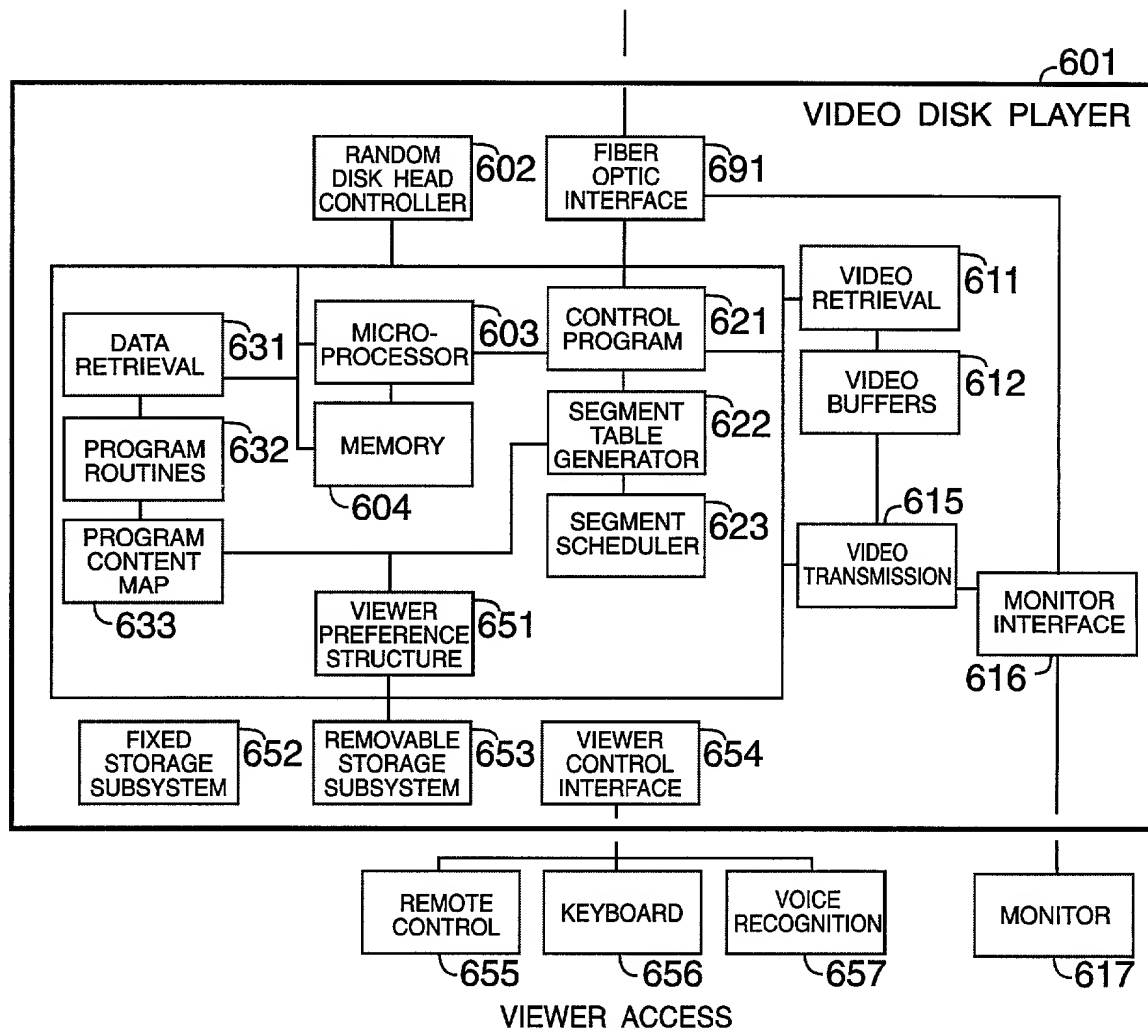 601
VIDEO DISK PLAYER
RANDOM
DISK HEAD
CONTROLLER
602
FIBER
OPTIC
INTERFACE
691
DATA
RETRIEVAL
631
MICRO-
PROCESSOR
603
CONTROL
PROGRAM
621
VIDEO
RETRIEVAL
611
PROGRAM
ROUTINES
632
MEMORY
604
SEGMENT
TABLE
GENERATOR
622
VIDEO
BUFFERS
612
PROGRAM
CONTENT
MAP
633
SEGMENT
SCHEDULER
623
615
VIDEO
TRANSMISSION
MONITOR
INTERFACE
616
VIEWER
PREFERENCE
STRUCTURE
651
FIXED
STORAGE
SUBSYSTEM
652
REMOVABLE
STORAGE
SUBSYSTEM
653
VIEWER
CONTROL
INTERFACE
654
REMOTE
CONTROL
655
KEYBOARD
656
VOICE
RECOGNITION
657
MONITOR
617
VIEWER ACCESS